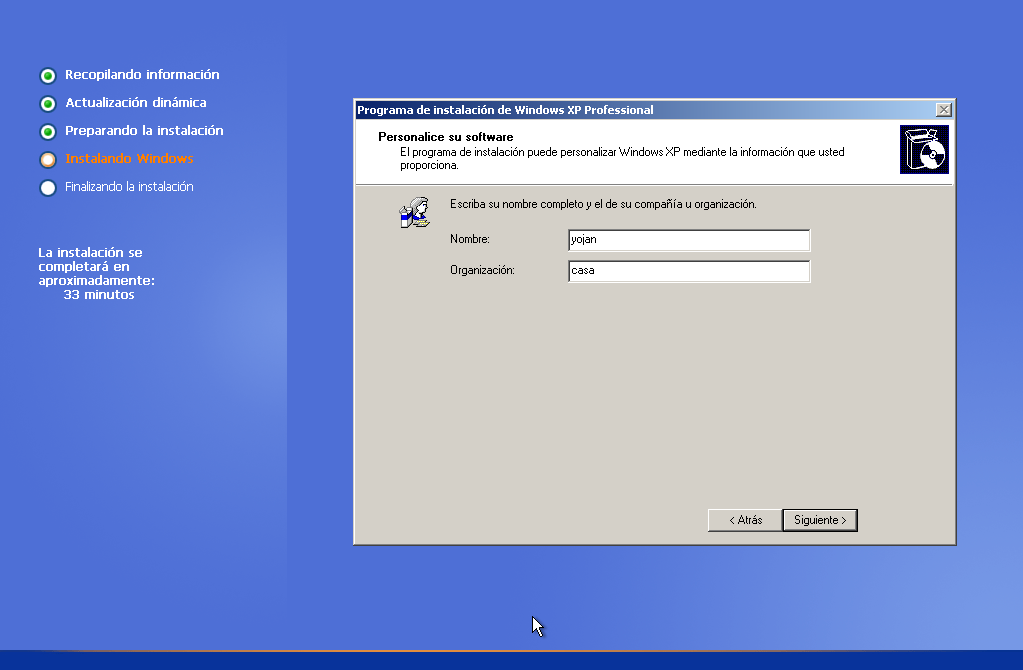 Recopilando información
Actualización dinámica
Preparando la instalación
Instalando Windows
Finalizando la instalación
La instalación se
completará en
aproximadamente:
33 minutos
Programa de instalación de Windows XP Professional
Personalice su software
El programa de instalación puede personalizar Windows XP mediante la información que usted
proporciona.
Escriba su nombre completo y el de su compañía u organización.
Nombre: yojan
Organización: casa
< Atrás Siguiente >